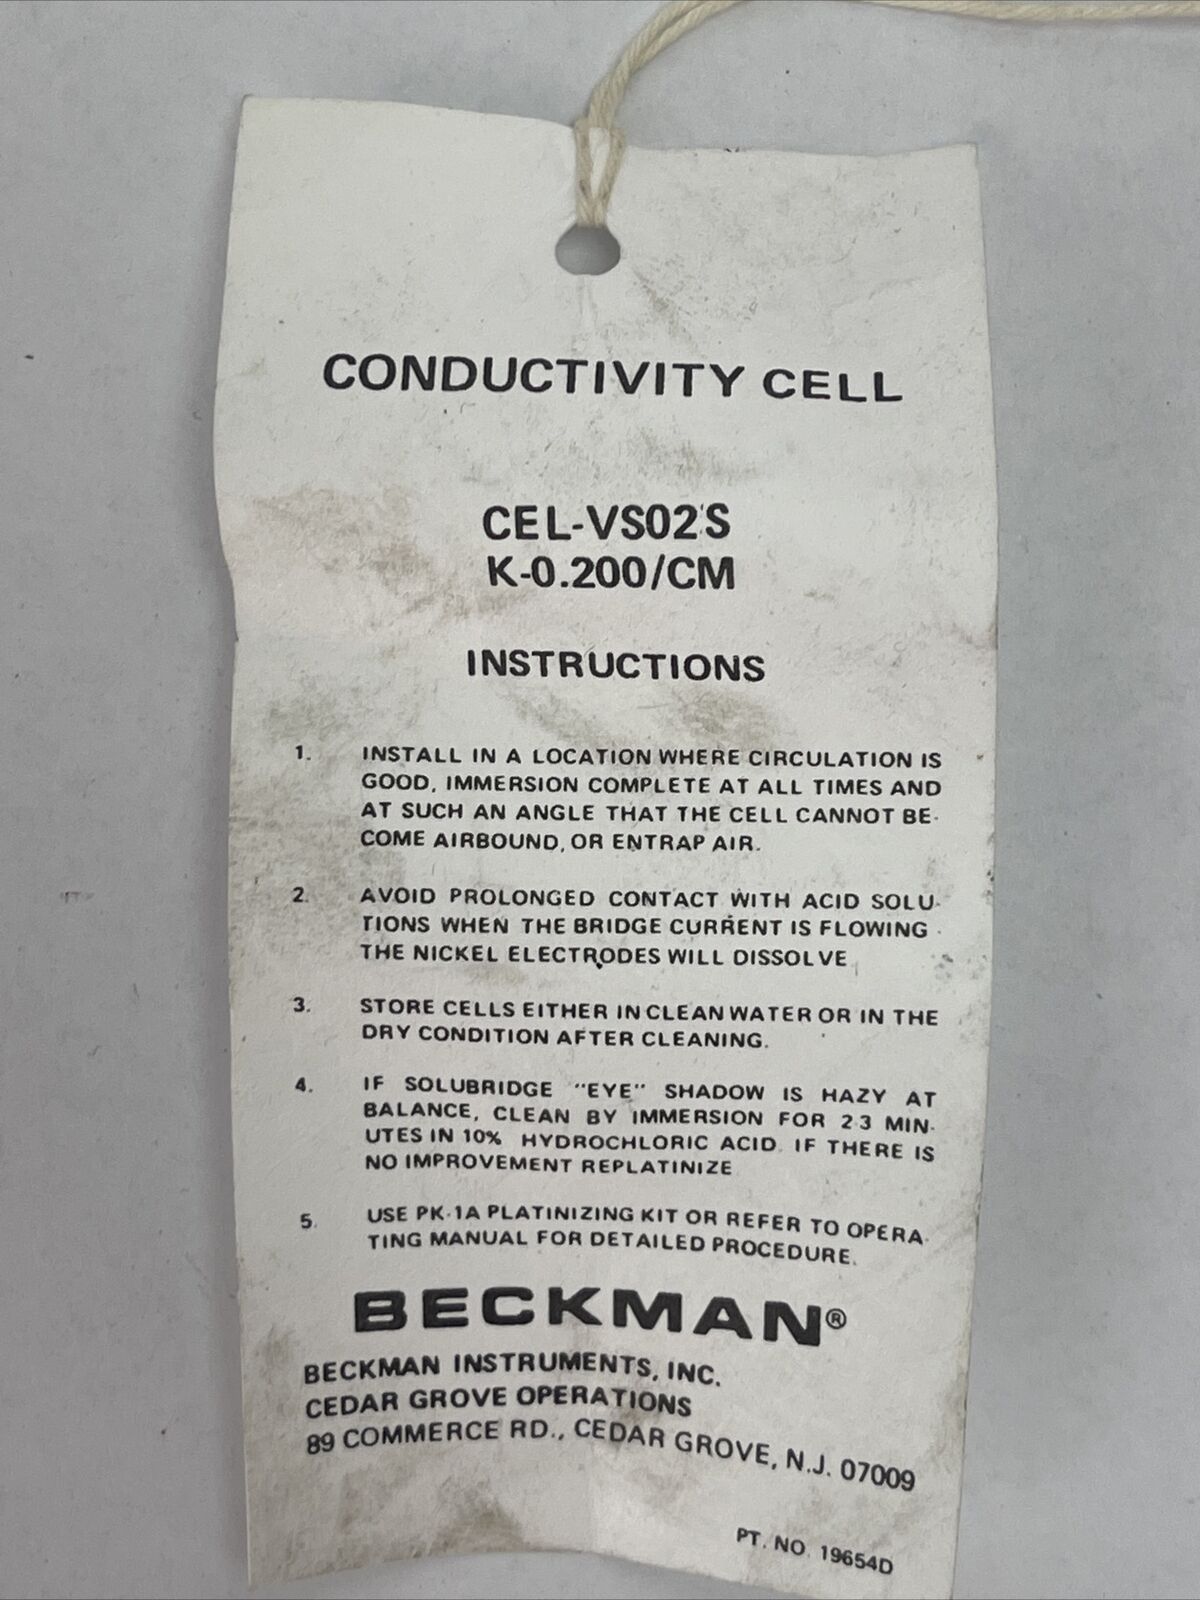 CONDUCTIVITY CELL
CEL-VS02'S
K-0.200/CM
INSTRUCTIONS
1. INSTALL IN A LOCATION WHERE CIRCULATION IS
GOOD, IMMERSION COMPLETE AT ALL TIMES AND
AT SUCH AN ANGLE THAT THE CELL CANNOT BE-
COME AIRBOUND, OR ENTRAP AIR.
2. AVOID PROLONGED CONTACT WITH ACID SOLU-
TIONS WHEN THE BRIDGE CURRENT IS FLOWING -
THE NICKEL ELECTRODES WILL DISSOLVE.
3. STORE CELLS EITHER IN CLEAN WATER OR IN THE
DRY CONDITION AFTER CLEANING.
4. IF SOLUBRIDGE "EYE" SHADOW IS HAZY AT
BALANCE, CLEAN BY IMMERSION FOR 2-3 MIN-
UTES IN 10% HYDROCHLORIC ACID. IF THERE IS
NO IMPROVEMENT REPLATINIZE
5. USE PK-1A PLATINIZING KIT OR REFER TO OPERA-
TING MANUAL FOR DETAILED PROCEDURE.
BECKMAN®
BECKMAN INSTRUMENTS, INC.
CEDAR GROVE OPERATIONS
89 COMMERCE RD., CEDAR GROVE, N.J. 07009
PT. NO. 19654D